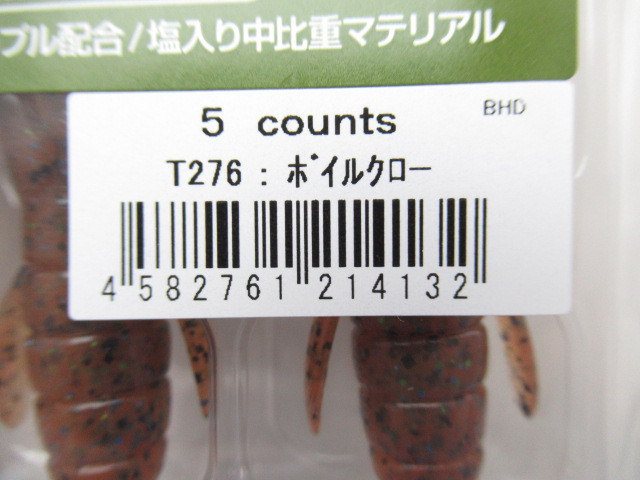 ブル配合/塩入り中比重マテリアル
5 counts
BHD
T276 : ﾎﾞｲﾙｸﾛｰ
4 582761 214132